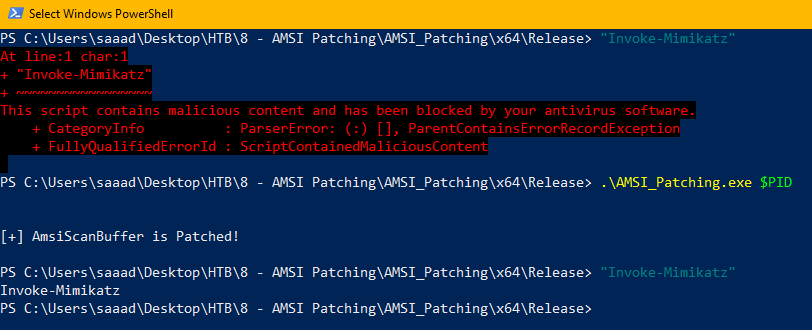 Select Windows PowerShell
PS C:\Users\saaad\Desktop\HTB\8 - AMSI Patching\AMSI_Patching\x64\Release> "Invoke-Mimikatz"
At line:1 char:1
+ "Invoke-Mimikatz"
+ ~~~~~~~~~~~~~~~~~
This script contains malicious content and has been blocked by your antivirus software.
    + CategoryInfo          : ParserError: (:) [], ParentContainsErrorRecordException
    + FullyQualifiedErrorId : ScriptContainedMaliciousContent
PS C:\Users\saaad\Desktop\HTB\8 - AMSI Patching\AMSI_Patching\x64\Release> .\AMSI_Patching.exe $PID
[+] AmsiScanBuffer is Patched!
PS C:\Users\saaad\Desktop\HTB\8 - AMSI Patching\AMSI_Patching\x64\Release> "Invoke-Mimikatz"
Invoke-Mimikatz
PS C:\Users\saaad\Desktop\HTB\8 - AMSI Patching\AMSI_Patching\x64\Release>